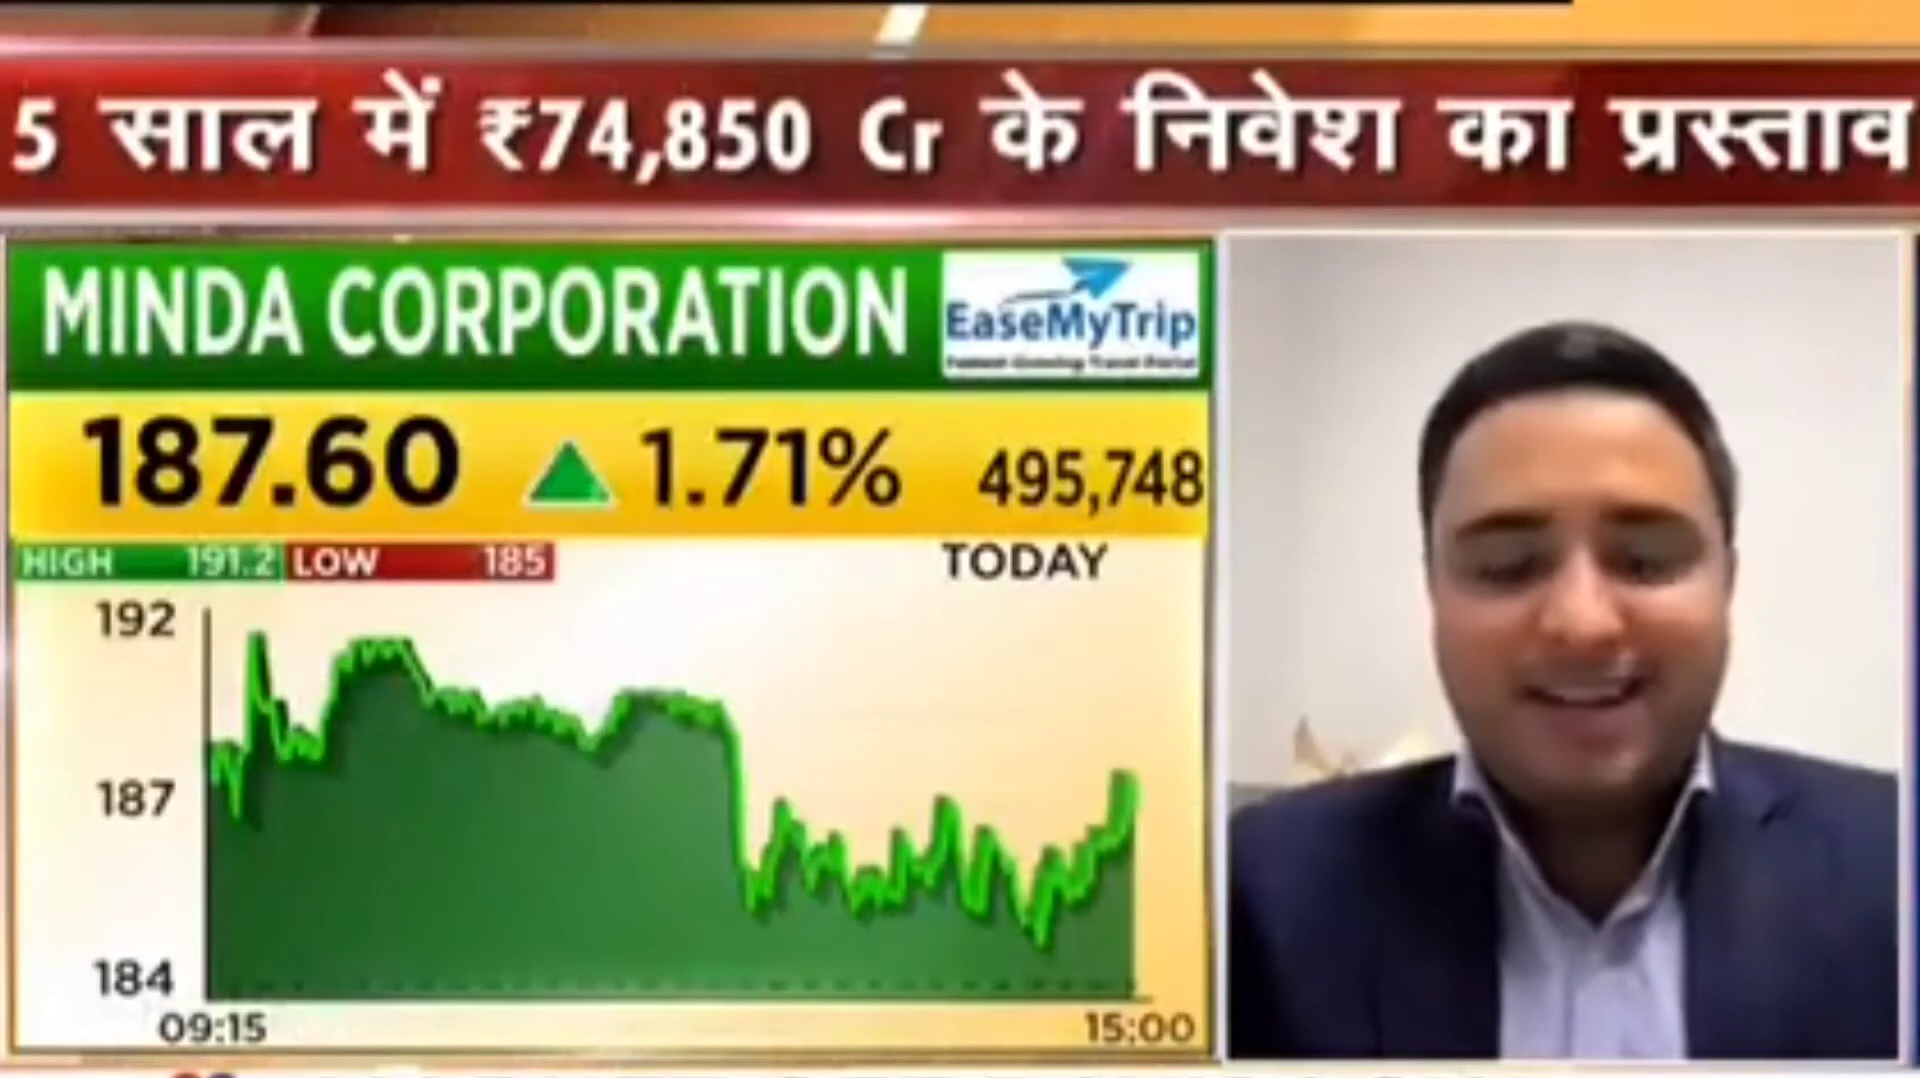 5 साल में ₹74,850 Cr के निवेश का प्रस्ताव
MINDA CORPORATION
EaseMyTrip
187.60 1.71% 495,748
HIGH 191.2 LOW 185
TODAY
192
187
184
09:15 15:00